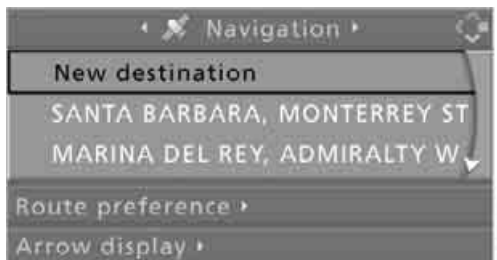 Navigation
New destination
SANTA BARBARA, MONTERREY ST
MARINA DEL REY, ADMIRALTY W
Route preference
Arrow display